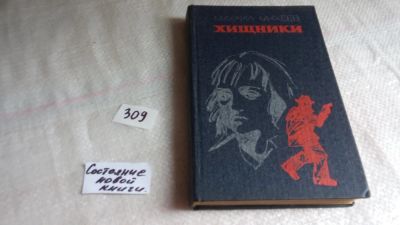 ХИЩНИКИ
309
Состояние
новой
книги.